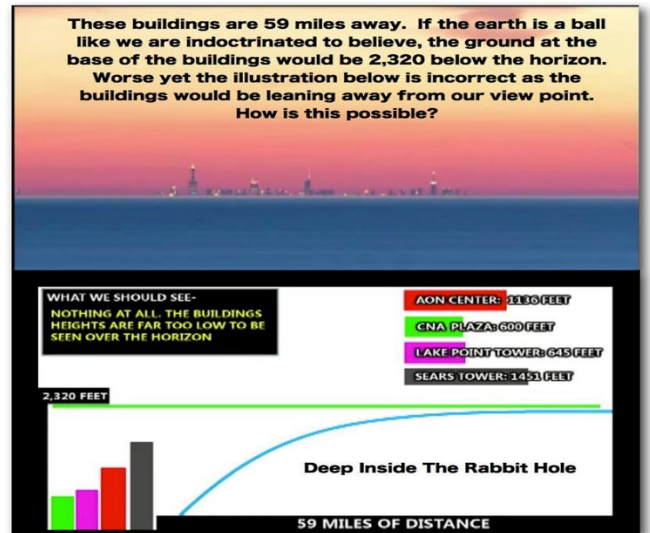 These buildings are 59 miles away. If the earth is a ball
like we are indoctrinated to believe, the ground at the
base of the buildings would be 2,320 below the horizon.
Worse yet the illustration below is incorrect as the
buildings would be leaning away from our view point.
How is this possible?
WHAT WE SHOULD SEE-
NOTHING AT ALL. THE BUILDINGS
HEIGHTS ARE FAR TOO LOW TO BE
SEEN OVER THE HORIZON
AON CENTER: 1136 FEET
CNA PLAZA: 600 FEET
LAKE POINT TOWER: 645 FEET
SEARS TOWER: 1451 FEET
2,320 FEET
Deep Inside The Rabbit Hole
59 MILES OF DISTANCE